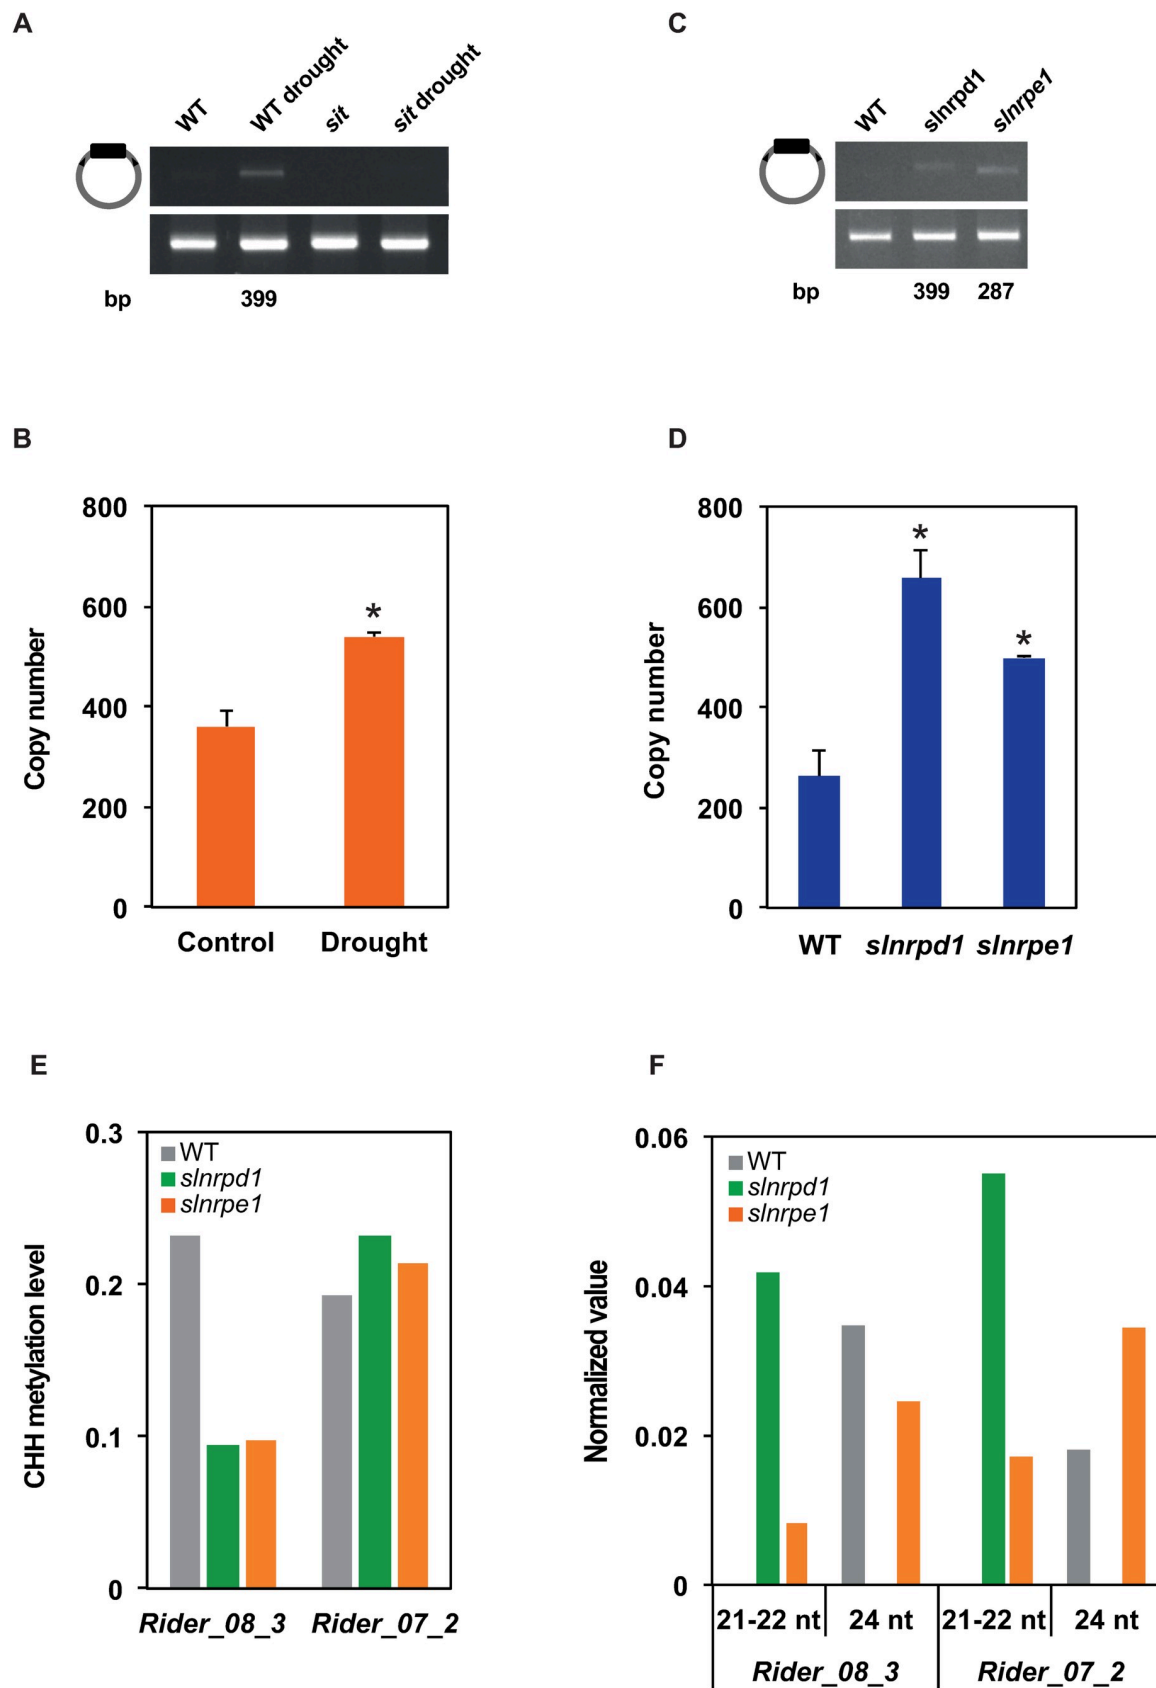 A
WT
WT drought
sit
sit drought
bp
399
C
WT
slnrpd1
slnrpe1
bp
399
287
B
800
600
400
200
0
Copy number
*
Control
Drought
D
800
600
400
200
0
Copy number
*
*
WT
slnrpd1
slnrpe1
E
0.3
0.2
0.1
0
CHH metylation level
WT
slnrpd1
slnrpe1
Rider_08_3
Rider_07_2
F
0.06
0.04
0.02
0
Normalized value
WT
slnrpd1
slnrpe1
21-22 nt
24 nt
21-22 nt
24 nt
Rider_08_3
Rider_07_2